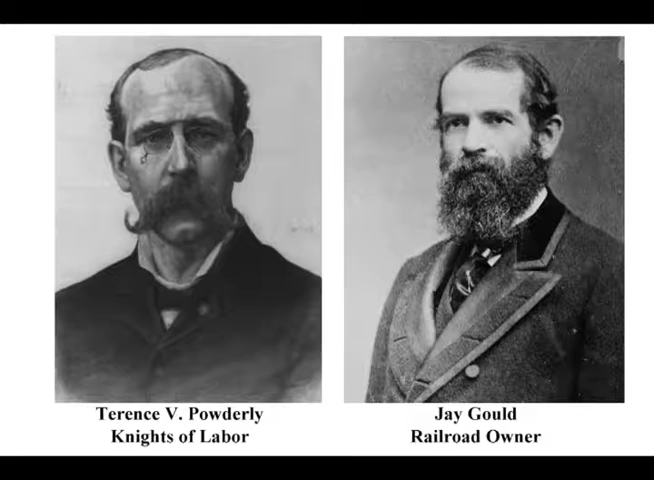 Terence V. Powderly
Knights of Labor
Jay Gould
Railroad Owner